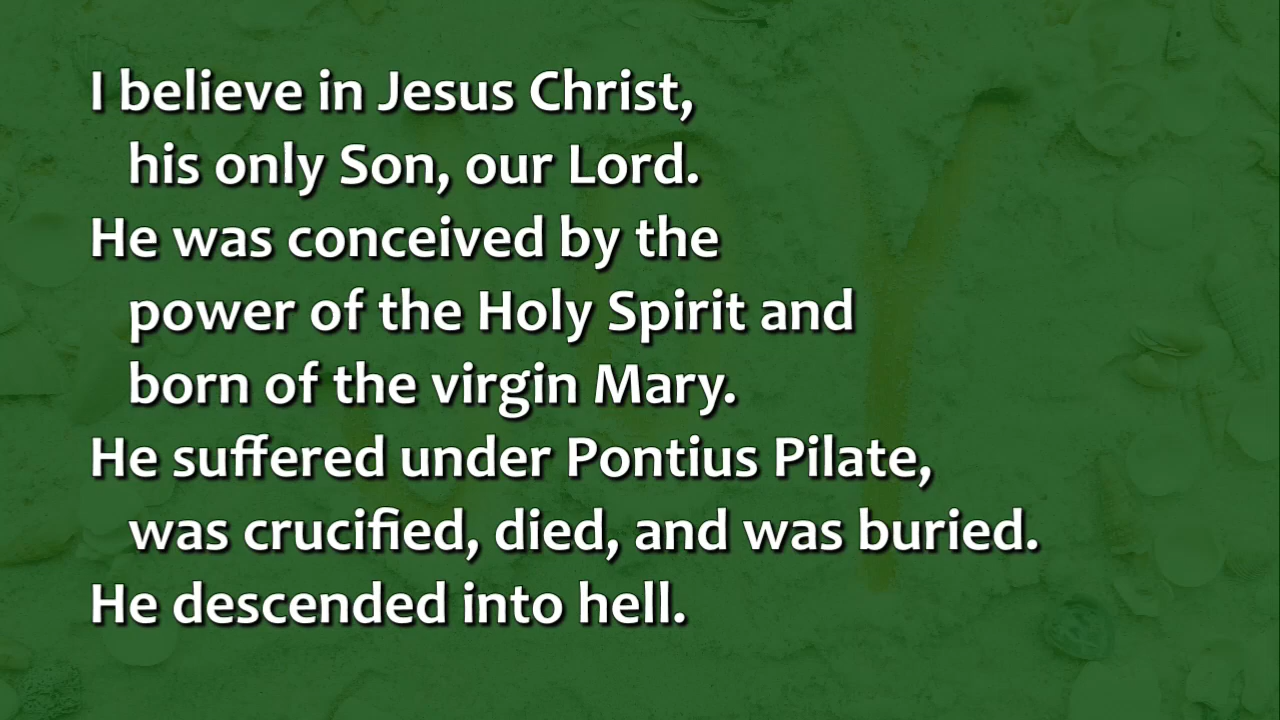 I believe in Jesus Christ,
his only Son, our Lord.
He was conceived by the
power of the Holy Spirit and
born of the virgin Mary.
He suffered under Pontius Pilate,
was crucified, died, and was buried.
He descended into hell.